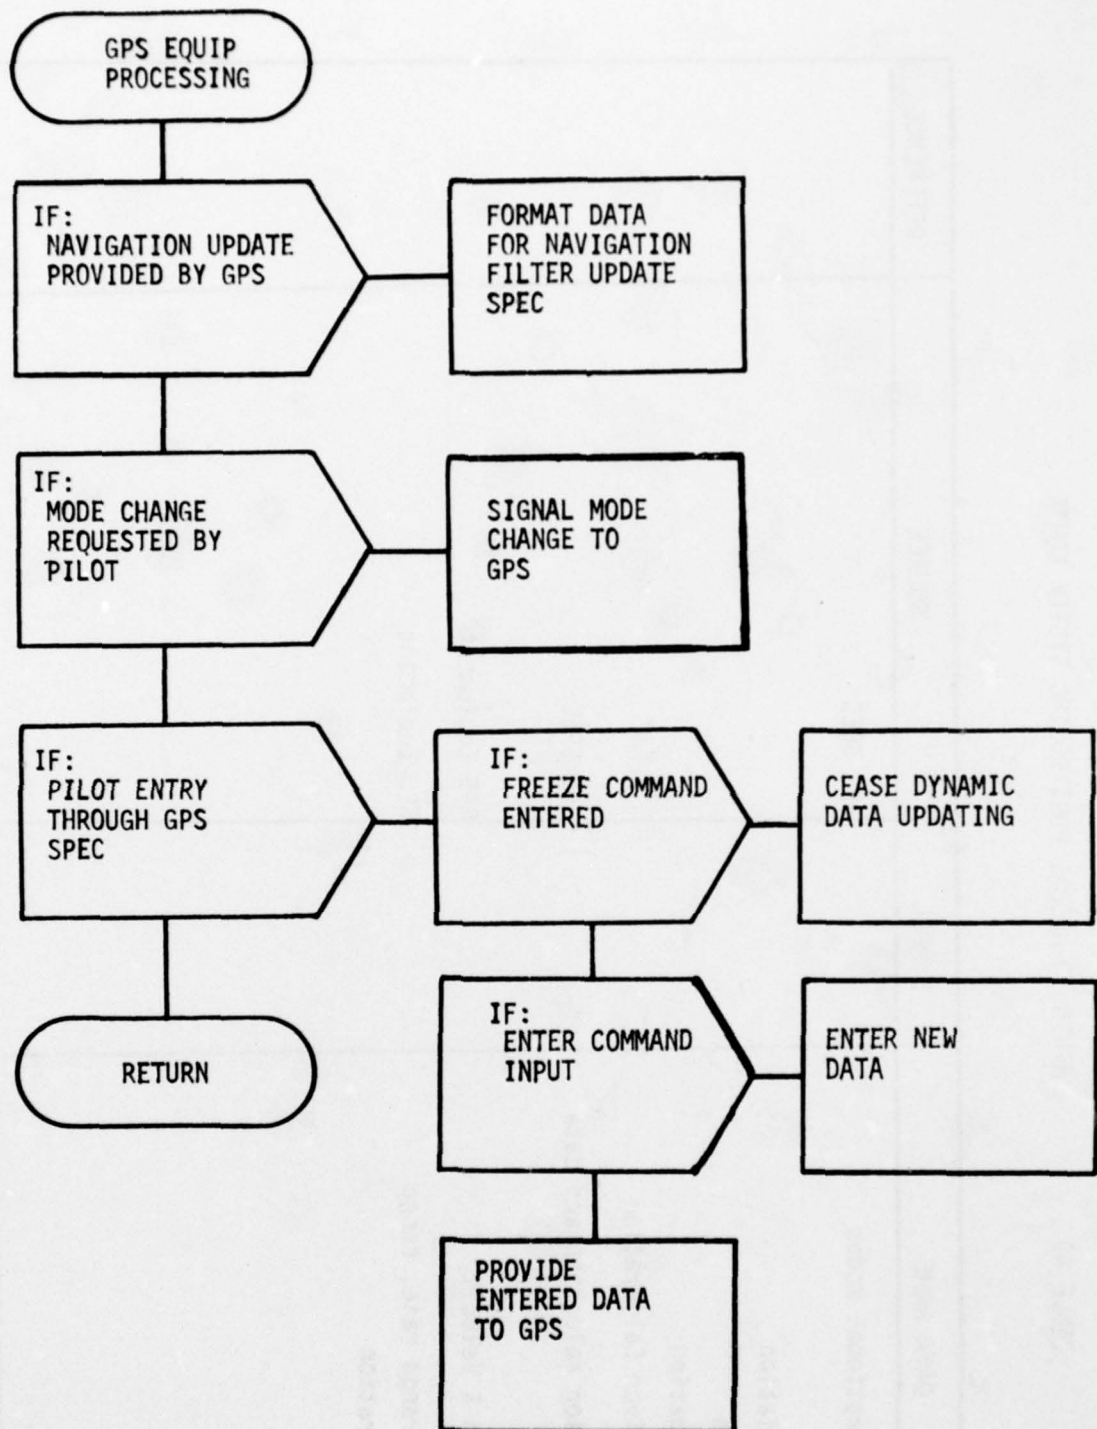 GPS EQUIP
PROCESSING
IF:
NAVIGATION UPDATE
PROVIDED BY GPS
FORMAT DATA
FOR NAVIGATION
FILTER UPDATE
SPEC
IF:
MODE CHANGE
REQUESTED BY
PILOT
SIGNAL MODE
CHANGE TO
GPS
IF:
PILOT ENTRY
THROUGH GPS
SPEC
IF:
FREEZE COMMAND
ENTERED
CEASE DYNAMIC
DATA UPDATING
IF:
ENTER COMMAND
INPUT
ENTER NEW
DATA
RETURN
PROVIDE
ENTERED DATA
TO GPS